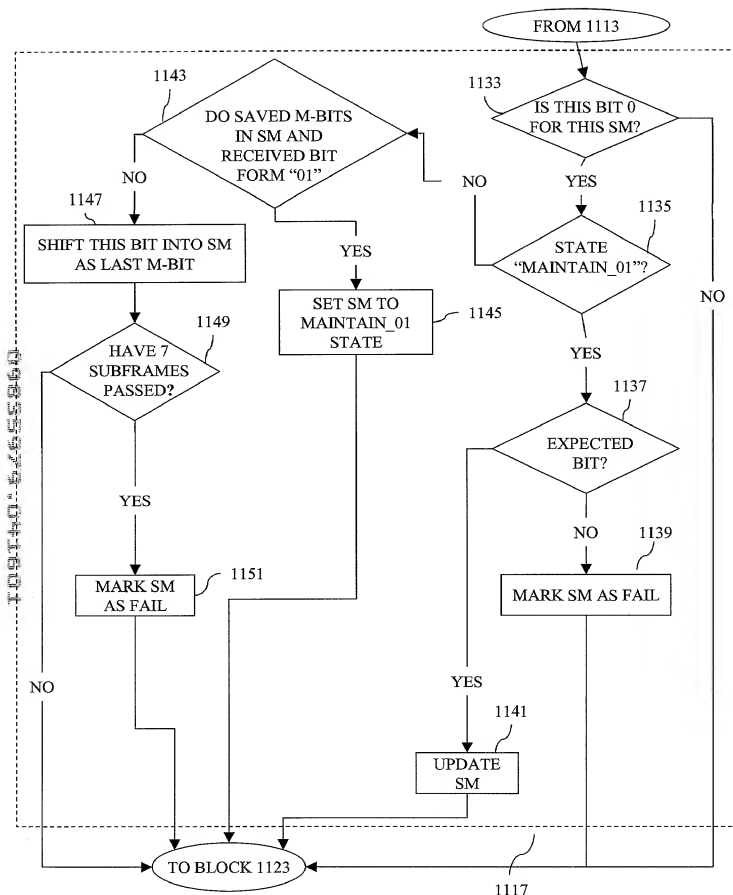 FROM 1113
1133
IS THIS BIT 0
FOR THIS SM?
YES
NO
1135
STATE
“MAINTAIN_01”?
NO
YES
1143
DO SAVED M-BITS
IN SM AND
RECEIVED BIT
FORM “01”
NO
YES
1147
SHIFT THIS BIT INTO SM
AS LAST M-BIT
SET SM TO
MAINTAIN_01
STATE
1145
1149
HAVE 7
SUBFRAMES
PASSED?
YES
NO
1137
EXPECTED
BIT?
NO
YES
1139
MARK SM AS FAIL
MARK SM
AS FAIL
1151
1141
UPDATE
SM
TO BLOCK 1123
1117